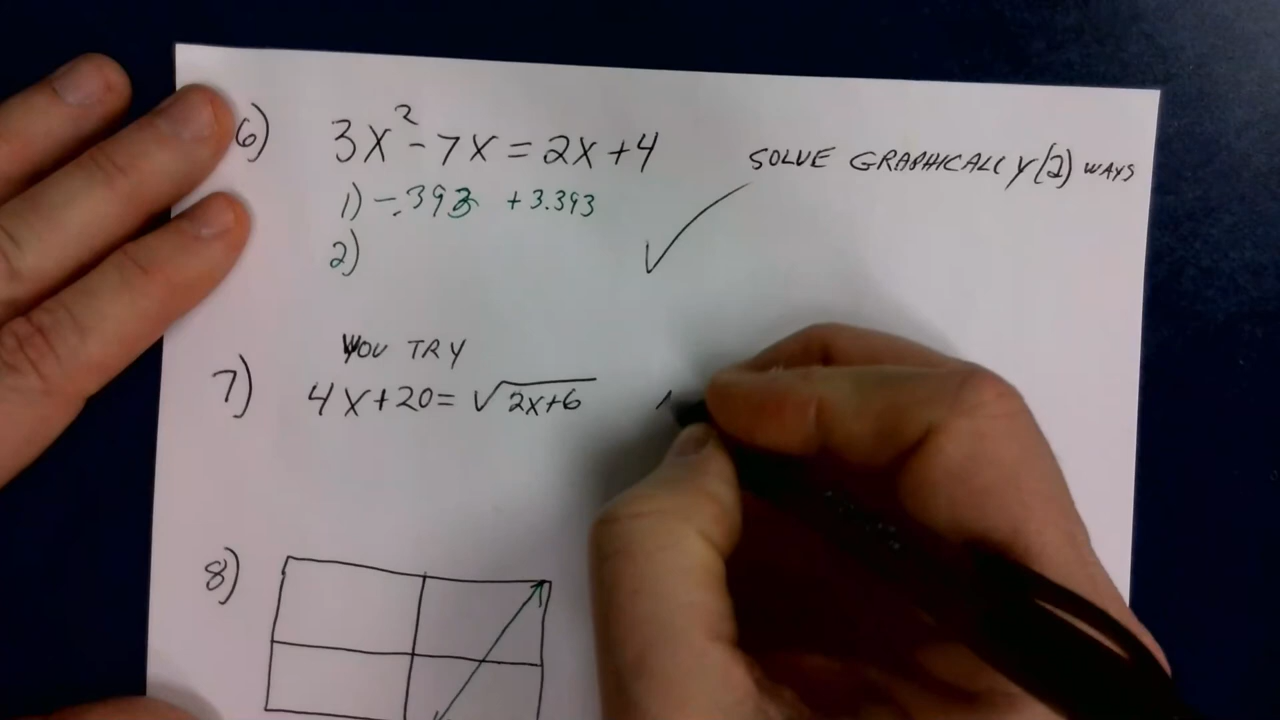 6) 3x² - 7x = 2x + 4
SOLVE GRAPHICALLY (2) WAYS
1) -.393 +3.393
2)
YOU TRY
7) 4x + 20 = √2x+6
8)